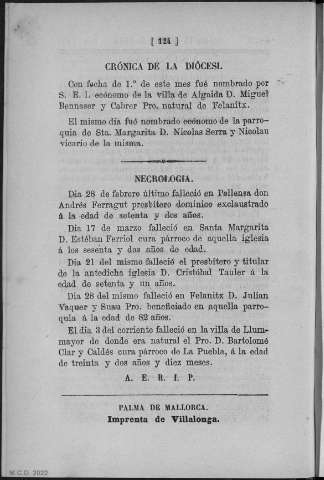 [ 124 ]
CRÓNICA DE LA DIÓCESI.
Con fecha de 1.º de este mes fué nombrado por
S. E. I. ecónomo de la villa de Algaida D. Miguel
Bennaser y Cabrer Pro. natural de Felanitx.
El mismo dia fué nombrado ecónomo de la parro-
quia de Sta. Margarita D. Nicolas Serra y Nicolau
vicario de la misma.
NECROLOGIA.
Dia 28 de febrero último falleció en Pollensa don
Andrés Ferragut presbítero dominico exclaustrado
á la edad de setenta y dos años.
Dia 17 de marzo falleció en Santa Margarita
D. Estéban Ferriol cura párroco de aquella iglesia
á los sesenta y dos años de edad.
Dia 21 del mismo falleció el presbítero y titular
de la antedicha iglesia D. Cristóbal Tauler á la
edad de setenta y un años.
Dia 28 del mismo falleció en Felanitx D. Julian
Vaquer y Suau Pro. beneficiado en aquella parro-
quia á la edad de 82 años.
El dia 3 del corriente falleció en la villa de Llum-
mayor de donde era natural el Pro. D. Bartolomé
Clar y Caldés cura párroco de La Puebla, á la edad
de treinta y dos años y diez meses.
A. E. R. I. P.
PALMA DE MALLORCA.
Imprenta de Villalonga.
M.C.D. 2022